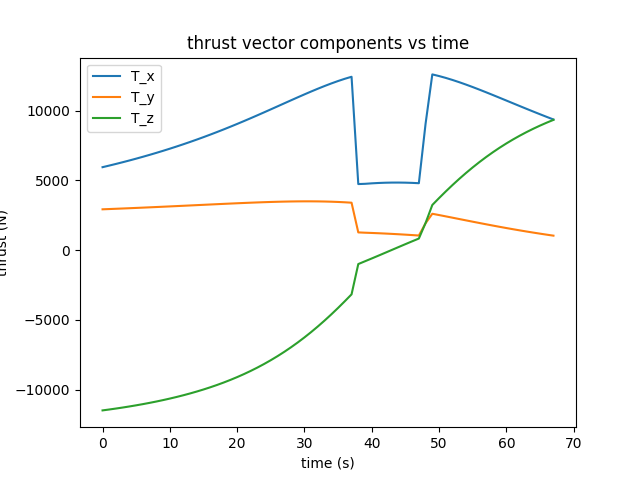 thrust vector components vs time
T_x
T_y
T_z
10000
5000
0
−5000
−10000
thrust (N)
0 10 20 30 40 50 60 70
time (s)